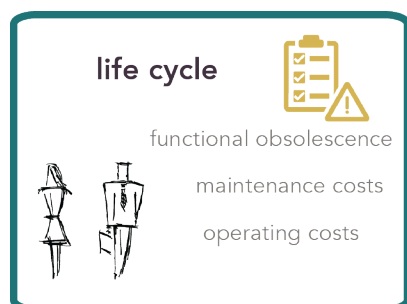 life cycle
functional obsolescence
maintenance costs
operating costs